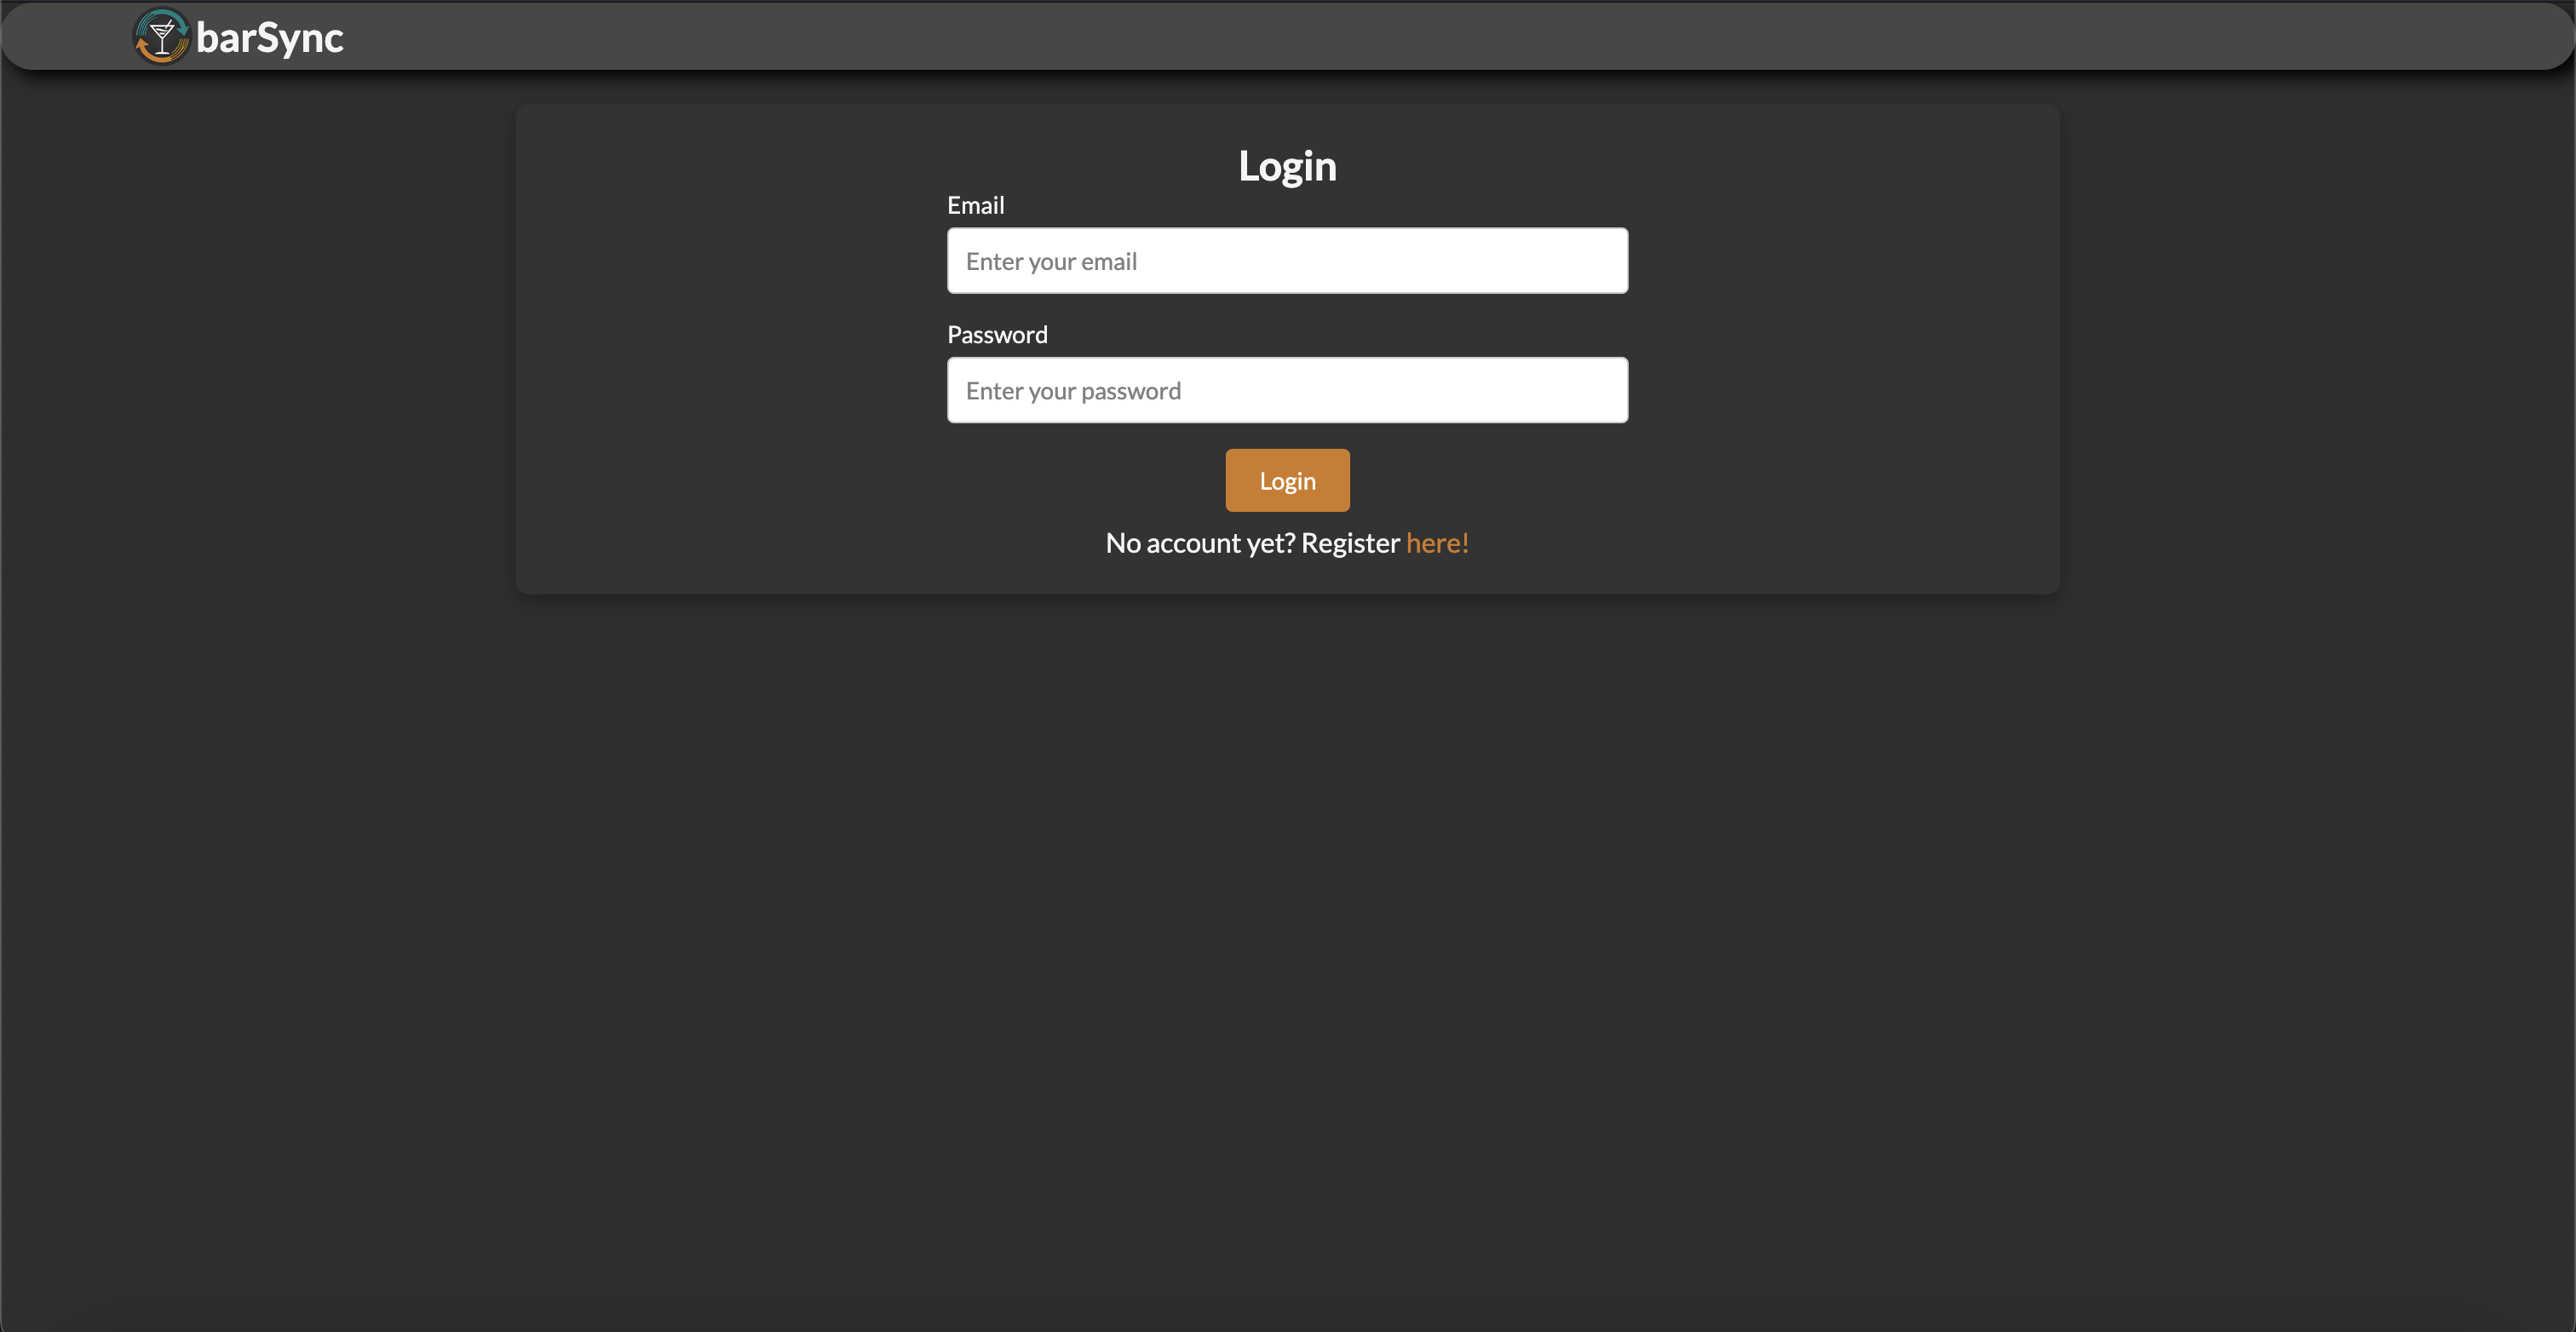 barSync
Login
Email
Enter your email
Password
Enter your password
Login
No account yet? Register here!